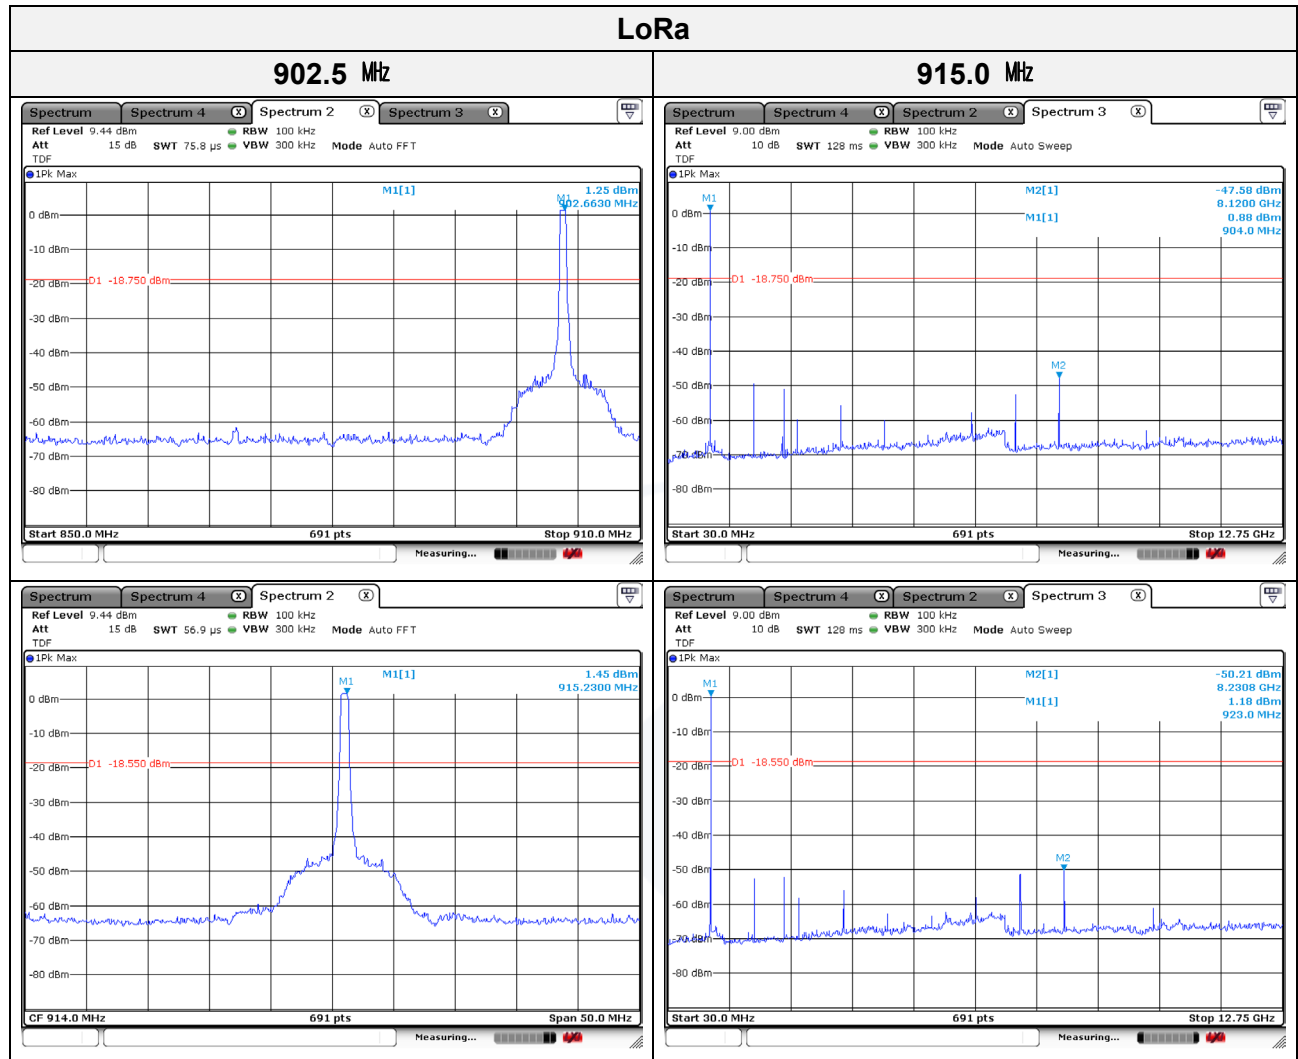 LoRa
902.5 MHz
915.0 MHz
Spectrum Spectrum 4 X Spectrum 2 X Spectrum 3 X
Ref Level 9.44 dBm RBW 100 kHz
Att 15 dB SWT 75.8 µs VBW 300 kHz Mode Auto FFT
TDF
1Pk Max
M1[1] 1.25 dBm
902.6630 MHz
M1
0 dBm
-10 dBm
D1 -18.750 dBm
-20 dBm
-30 dBm
-40 dBm
-50 dBm
-60 dBm
-70 dBm
-80 dBm
Start 850.0 MHz 691 pts Stop 910.0 MHz
Measuring...
Spectrum Spectrum 4 X Spectrum 2 X Spectrum 3 X
Ref Level 9.00 dBm RBW 100 kHz
Att 10 dB SWT 128 ms VBW 300 kHz Mode Auto Sweep
TDF
1Pk Max
M2[1] -47.58 dBm
8.1200 GHz
M1[1] 0.88 dBm
904.0 MHz
M1
0 dBm
-10 dBm
D1 -18.750 dBm
-20 dBm
-30 dBm
-40 dBm
M2
-50 dBm
-60 dBm
-70 dBm
-80 dBm
Start 30.0 MHz 691 pts Stop 12.75 GHz
Measuring...
Spectrum Spectrum 4 X Spectrum 2 X
Ref Level 9.44 dBm RBW 100 kHz
Att 15 dB SWT 56.9 µs VBW 300 kHz Mode Auto FFT
TDF
1Pk Max
M1[1] 1.45 dBm
915.2300 MHz
M1
0 dBm
-10 dBm
D1 -18.550 dBm
-20 dBm
-30 dBm
-40 dBm
-50 dBm
-60 dBm
-70 dBm
-80 dBm
CF 914.0 MHz 691 pts Span 50.0 MHz
Measuring...
Spectrum Spectrum 4 X Spectrum 2 X Spectrum 3 X
Ref Level 9.00 dBm RBW 100 kHz
Att 10 dB SWT 128 ms VBW 300 kHz Mode Auto Sweep
TDF
1Pk Max
M2[1] -50.21 dBm
8.2308 GHz
M1[1] 1.18 dBm
923.0 MHz
M1
0 dBm
-10 dBm
D1 -18.550 dBm
-20 dBm
-30 dBm
-40 dBm
M2
-50 dBm
-60 dBm
-70 dBm
-80 dBm
Start 30.0 MHz 691 pts Stop 12.75 GHz
Measuring...